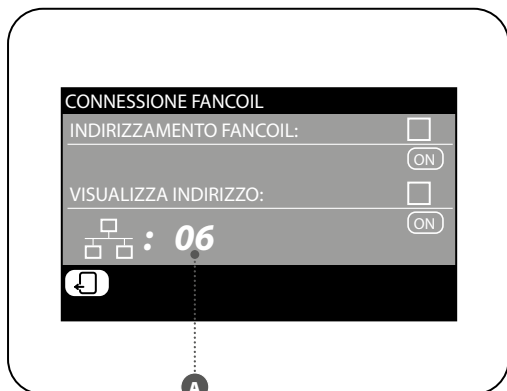 CONNESSIONE FANCOIL
INDIRIZZAMENTO FANCOIL:
ON
VISUALIZZA INDIRIZZO:
ON
: 06
A